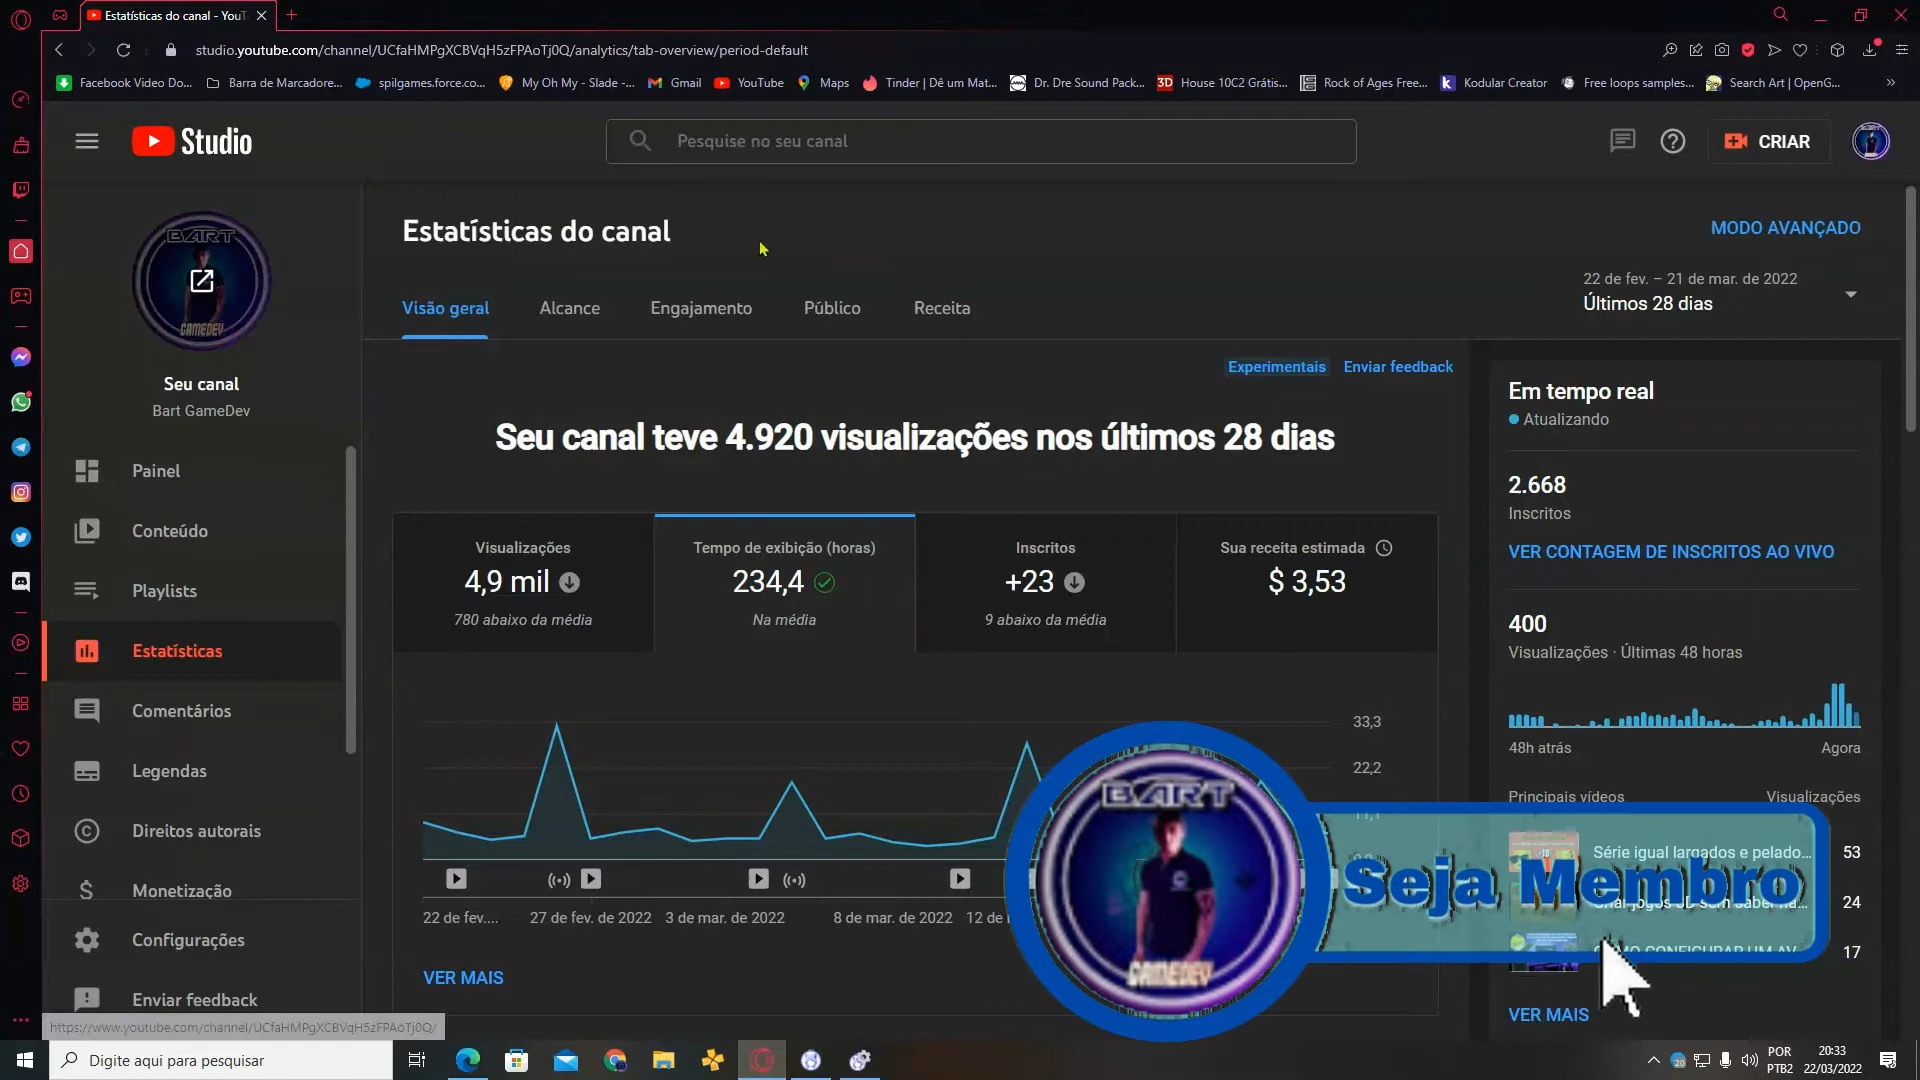 Estatísticas do canal - YouT
studio.youtube.com/channel/UCfaHMPgXCBVqH5zFPAoTj0Q/analytics/tab-overview/period-default
Facebook Video Do...
Barra de Marcadore...
spilgames.force.co...
My Oh My - Slade -...
Gmail
YouTube
Maps
Tinder | Dê um Mat...
Dr. Dre Sound Pack...
3D House 10C2 Grátis...
Rock of Ages Free...
Kodular Creator
Free loops samples...
Search Art | OpenG...
Studio
Pesquise no seu canal
CRIAR
BART
GAMEDEV
Seu canal
Bart GameDev
Painel
Conteúdo
Playlists
Estatísticas
Comentários
Legendas
Direitos autorais
Monetização
Configurações
Enviar feedback
https://www.youtube.com/channel/UCfaHMPgXCBVqH5zFPAoTj0Q/
Estatísticas do canal
MODO AVANÇADO
Visão geral
Alcance
Engajamento
Público
Receita
22 de fev. – 21 de mar. de 2022
Últimos 28 dias
Experimentais
Enviar feedback
Seu canal teve 4.920 visualizações nos últimos 28 dias
Visualizações
4,9 mil
780 abaixo da média
Tempo de exibição (horas)
234,4
Na média
Inscritos
+23
9 abaixo da média
Sua receita estimada
$ 3,53
33,3
22,2
11,1
22 de fev....
27 de fev. de 2022
3 de mar. de 2022
8 de mar. de 2022
12 de
VER MAIS
Em tempo real
Atualizando
2.668
Inscritos
VER CONTAGEM DE INSCRITOS AO VIVO
400
Visualizações · Últimas 48 horas
48h atrás
Agora
Principais vídeos
Visualizações
Série igual largados e pelado...
53
24
17
VER MAIS
BART
GAMEDEV
Seja Membro
Digite aqui para pesquisar
20
POR
PTB2
20:33
22/03/2022